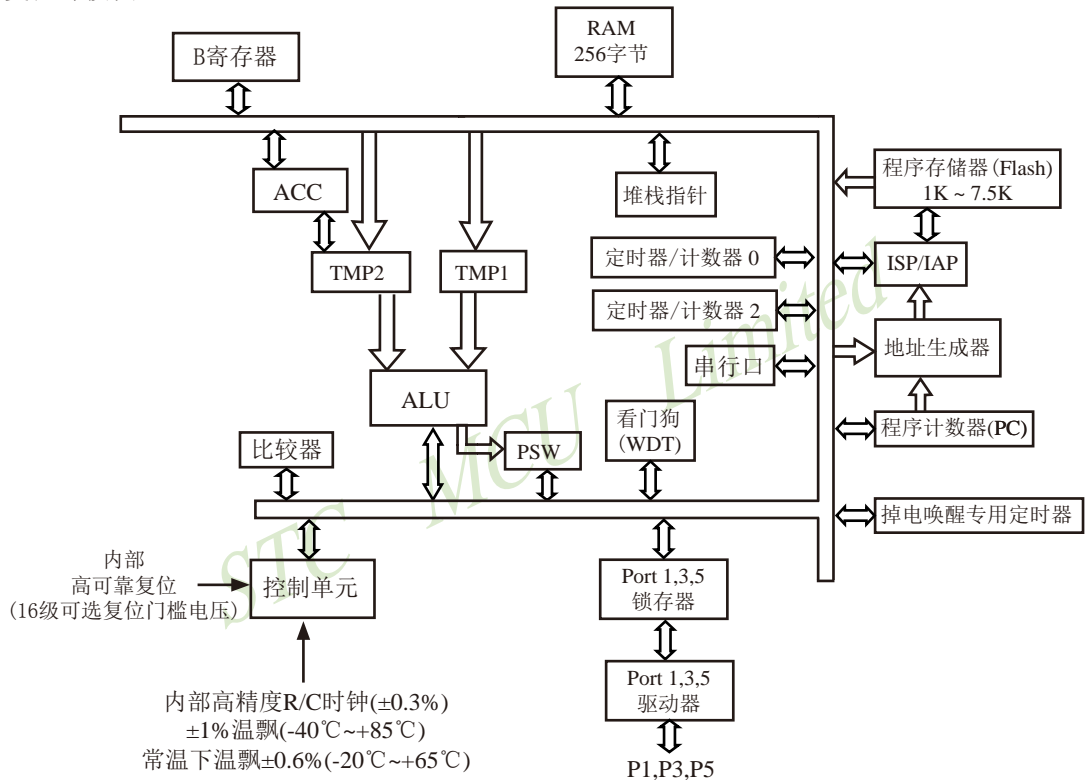 B寄存器
RAM
256字节
ACC
堆栈指针
程序存储器(Flash)
1K ~ 7.5K
TMP2
TMP1
定时器/计数器 0
ISP/IAP
定时器/计数器 2
地址生成器
串行口
ALU
看门狗
(WDT)
程序计数器(PC)
比较器
PSW
掉电唤醒专用定时器
内部
高可靠复位
(16级可选复位门槛电压)
控制单元
Port 1,3,5
锁存器
Port 1,3,5
驱动器
内部高精度R/C时钟(±0.3%)
±1%温飘(-40℃~+85℃)
常温下温飘±0.6%(-20℃~+65℃)
P1,P3,P5
STC MCU Limited